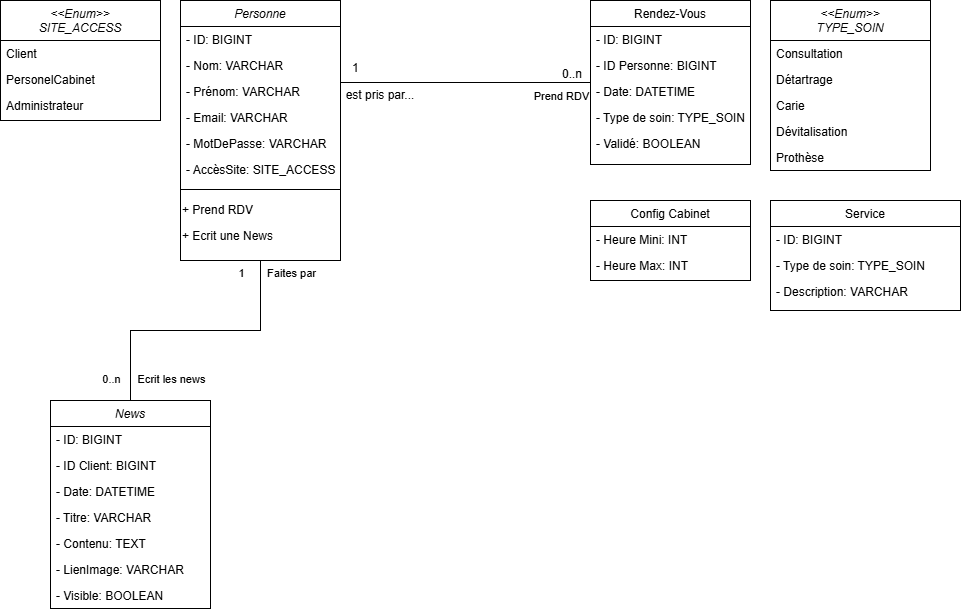 <<Enum>>
SITE_ACCESS
Client
PersonelCabinet
Administrateur
Personne
- ID: BIGINT
- Nom: VARCHAR
- Prénom: VARCHAR
- Email: VARCHAR
- MotDePasse: VARCHAR
- AccèsSite: SITE_ACCESS
+ Prend RDV
+ Ecrit une News
1
est pris par...
0..n
Prend RDV
Rendez-Vous
- ID: BIGINT
- ID Personne: BIGINT
- Date: DATETIME
- Type de soin: TYPE_SOIN
- Validé: BOOLEAN
<<Enum>>
TYPE_SOIN
Consultation
Détartrage
Carie
Dévitalisation
Prothèse
Config Cabinet
- Heure Mini: INT
- Heure Max: INT
Service
- ID: BIGINT
- Type de soin: TYPE_SOIN
- Description: VARCHAR
1
Faites par
0..n
Ecrit les news
News
- ID: BIGINT
- ID Client: BIGINT
- Date: DATETIME
- Titre: VARCHAR
- Contenu: TEXT
- LienImage: VARCHAR
- Visible: BOOLEAN